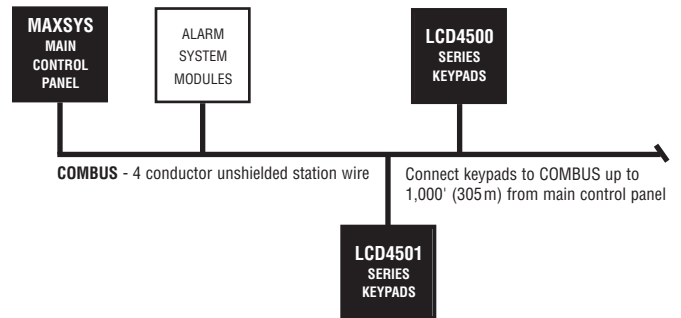 MAXSYS
MAIN
CONTROL
PANEL
ALARM
SYSTEM
MODULES
LCD4500
SERIES
KEYPADS
COMBUS - 4 conductor unshielded station wire
Connect keypads to COMBUS up to
1,000' (305m) from main control panel
LCD4501
SERIES
KEYPADS